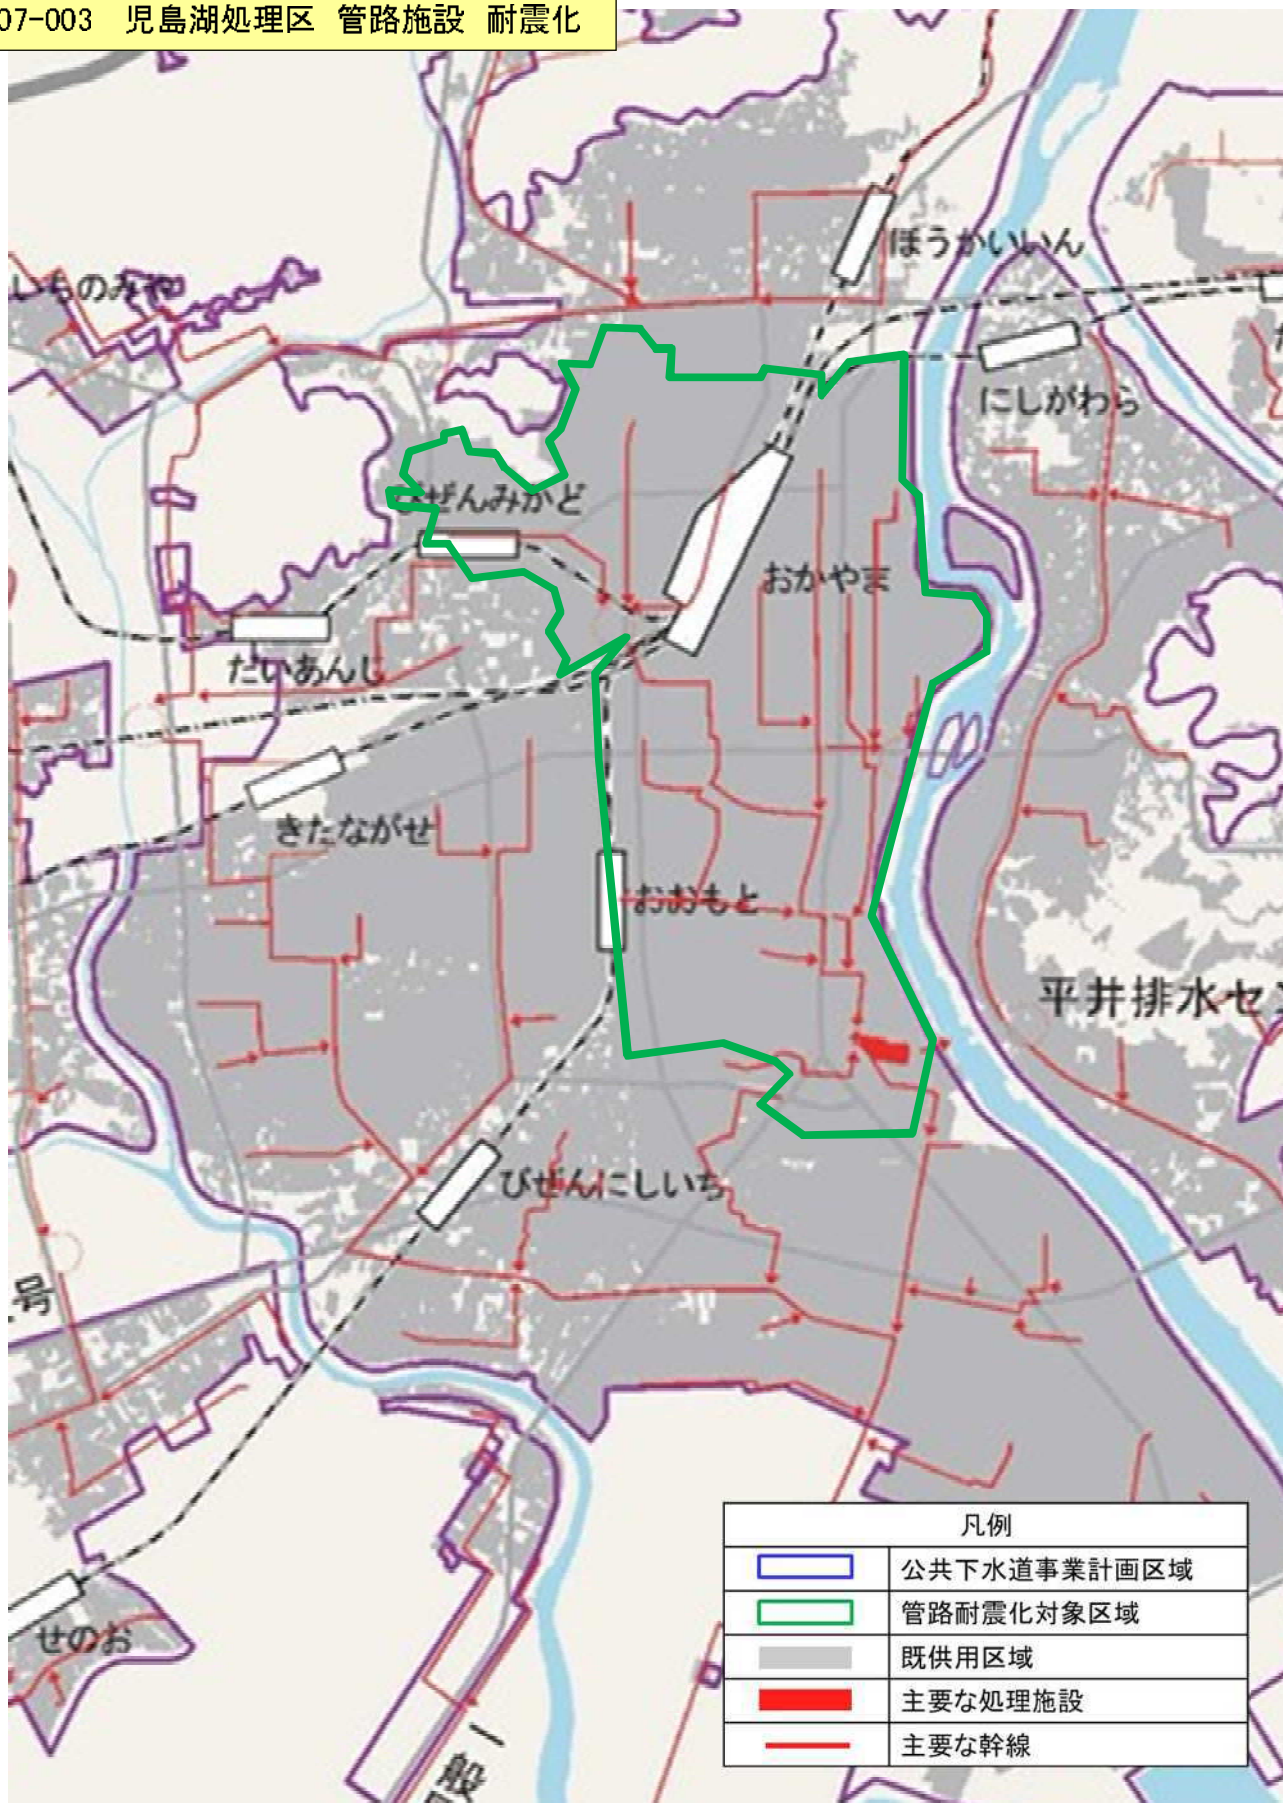 07-003 児島湖処理区 管路施設 耐震化
ほうかいいん
いちのみや
にしがわら
びぜんみかど
おかやま
だいあんじ
きたながせ
おおもと
平井排水セ
びぜんにしいち
号
せのお
一般
凡例
公共下水道事業計画区域
管路耐震化対象区域
既供用区域
主要な処理施設
主要な幹線